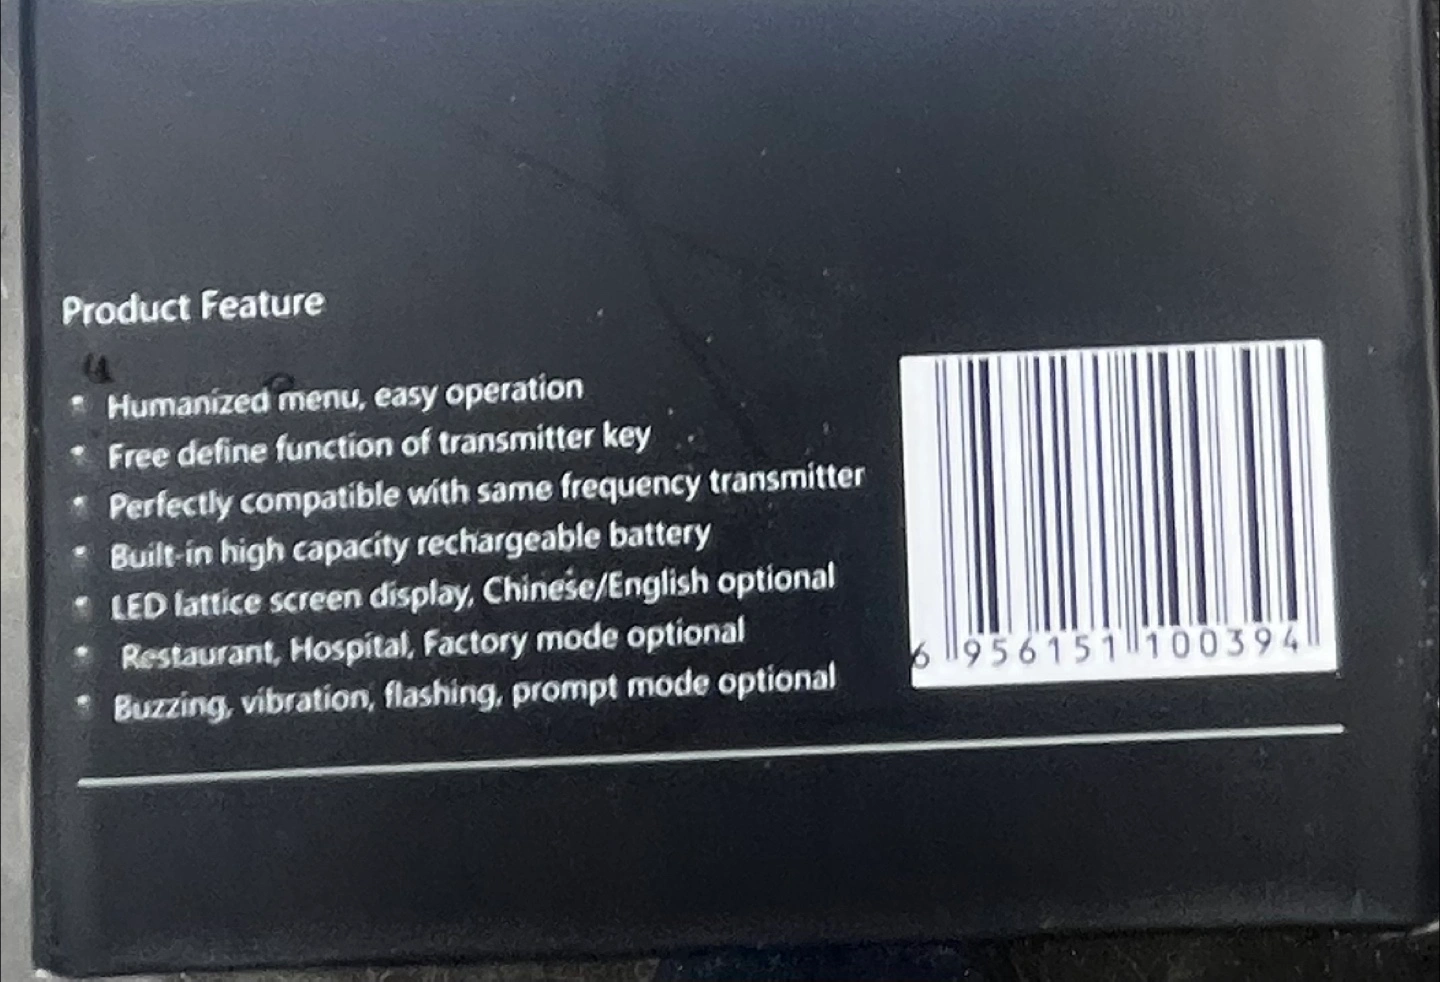 Product Feature
* Humanized menu, easy operation
* Free define function of transmitter key
* Perfectly compatible with same frequency transmitter
* Built-in high capacity rechargeable battery
* LED lattice screen display, Chinese/English optional
* Restaurant, Hospital, Factory mode optional
* Buzzing, vibration, flashing, prompt mode optional
6 956151 100394